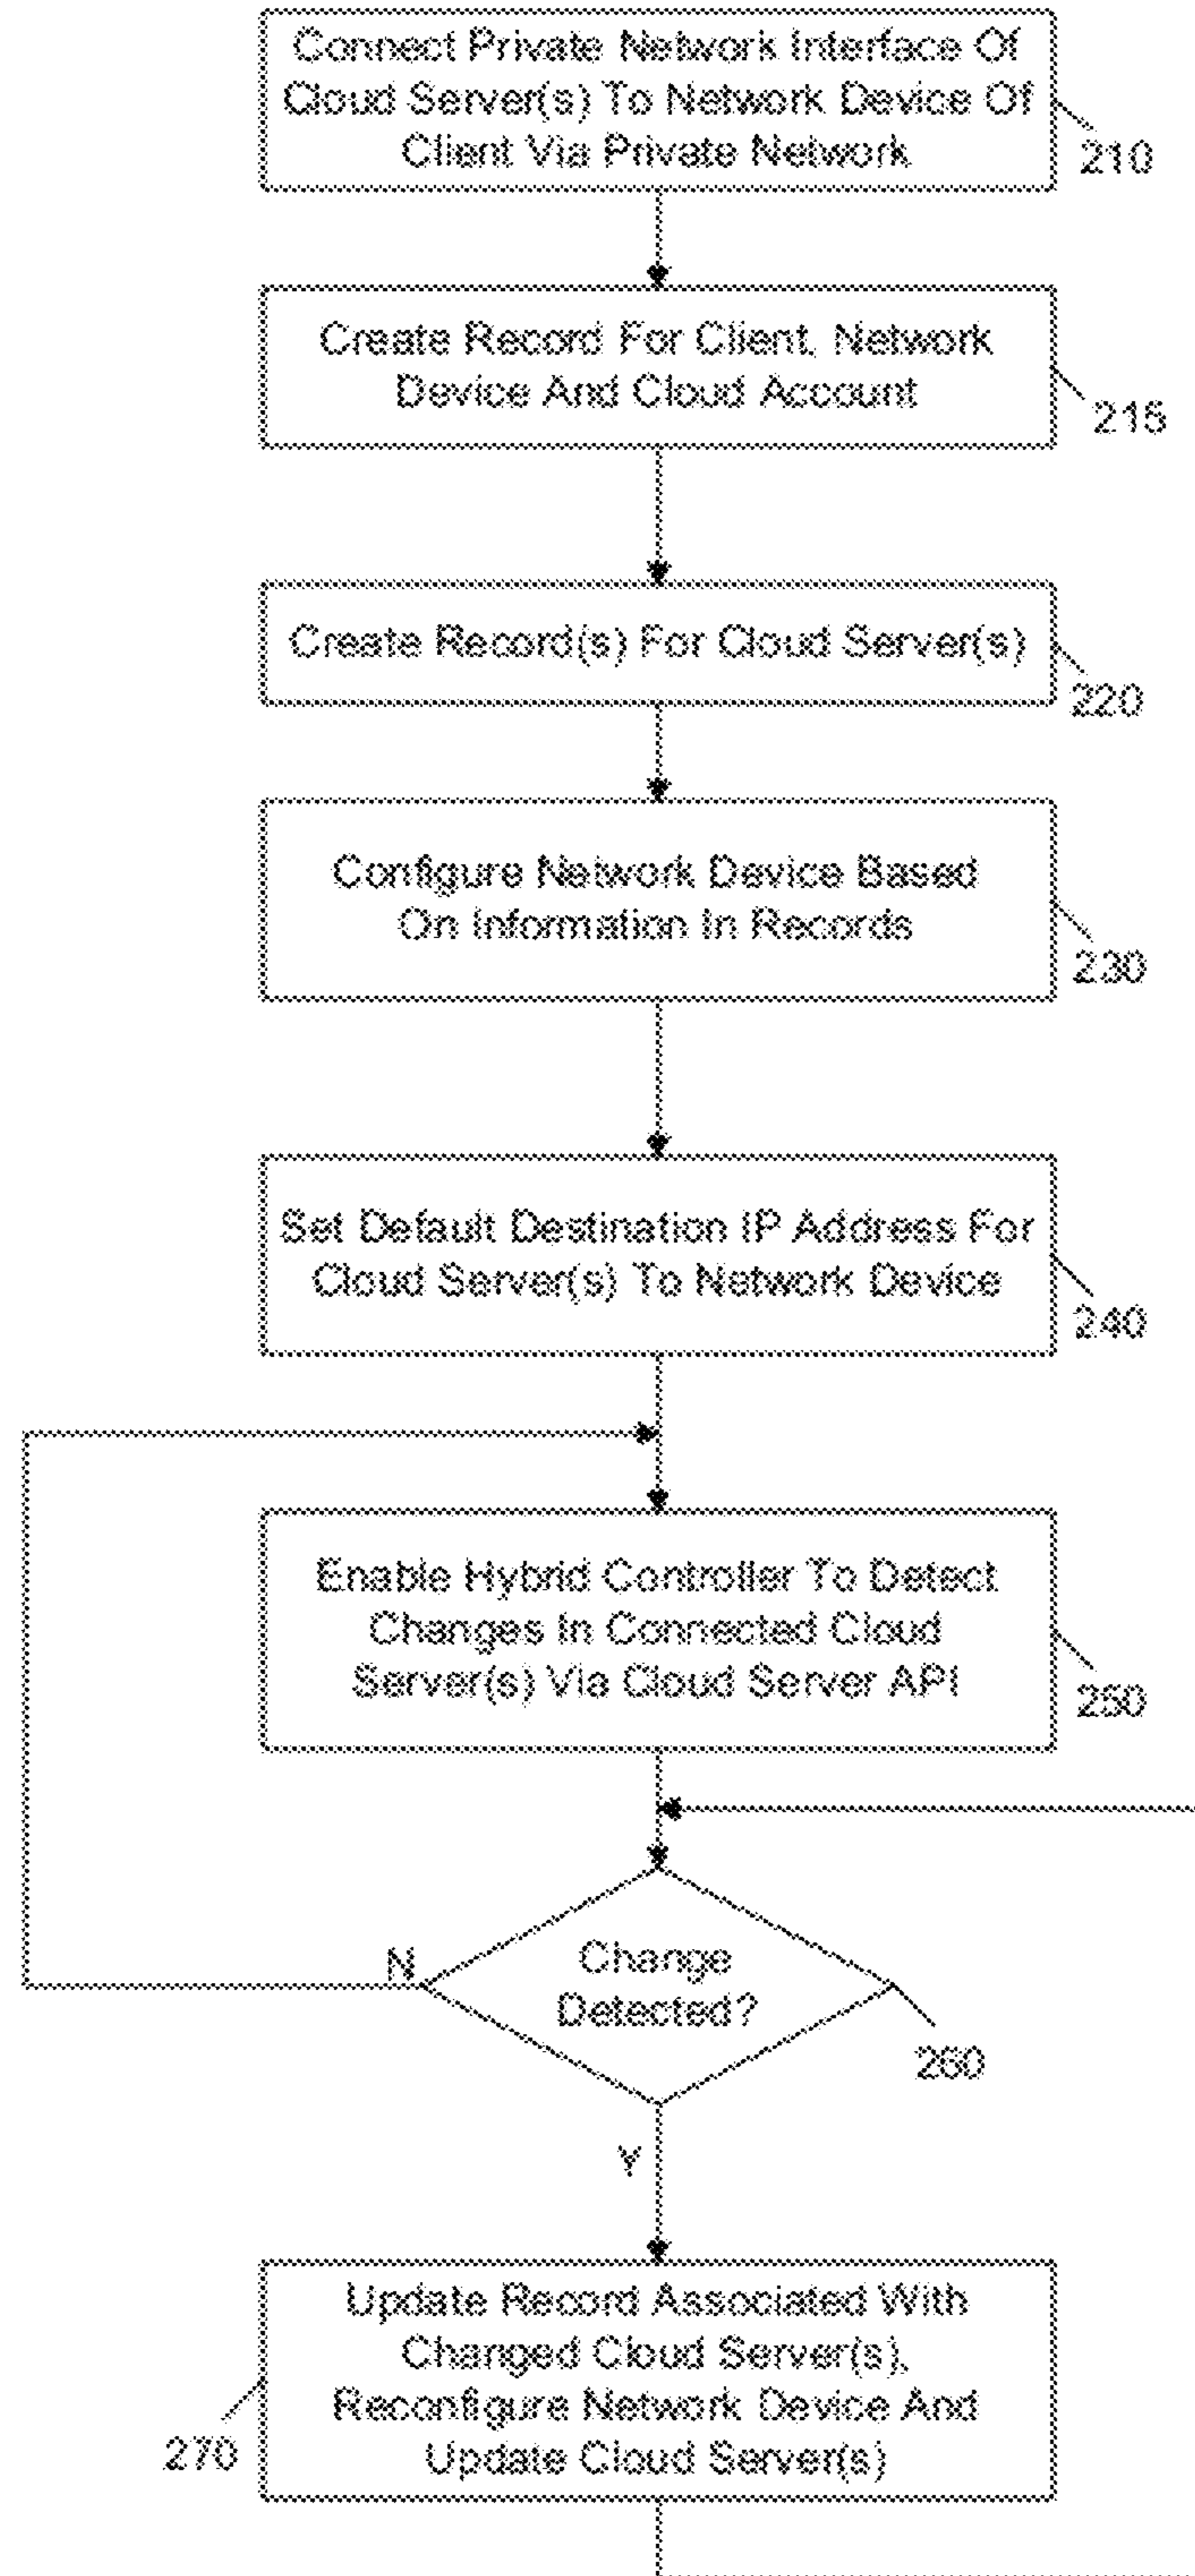 Connect Private Network Interface Of
Cloud Server(s) To Network Device Of
Client Via Private Network
210
Create Record For Client, Network
Device And Cloud Account
215
Create Record(s) For Cloud Server(s)
220
Configure Network Device Based
On Information In Records
230
Set Default Destination IP Address For
Cloud Server(s) To Network Device
240
Enable Hybrid Controller To Detect
Changes In Connected Cloud
Server(s) Via Cloud Server API
250
N
Change
Detected?
260
Y
Update Record Associated With
Changed Cloud Server(s),
Reconfigure Network Device And
Update Cloud Server(s)
270